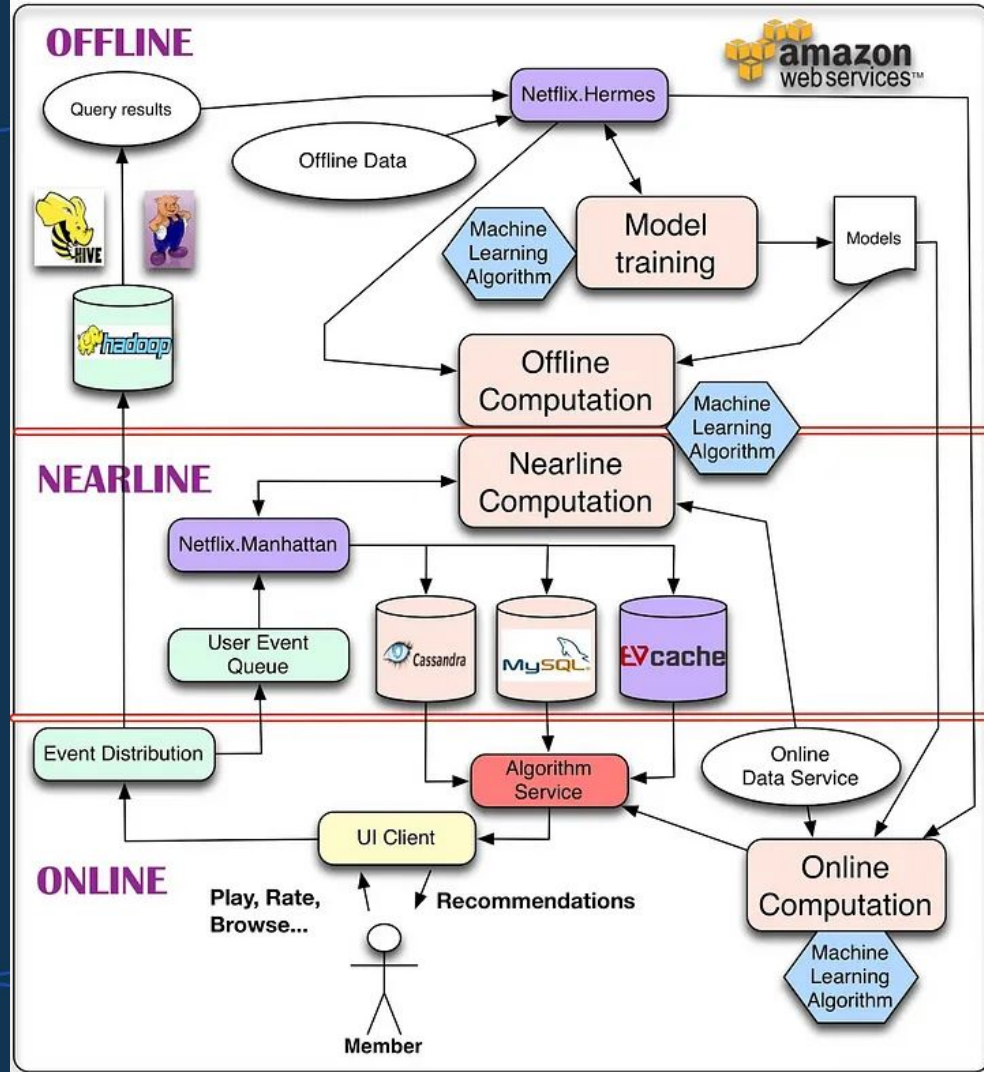 OFFLINE
amazon
web services™
Query results
Netflix.Hermes
Offline Data
HIVE
Machine
Learning
Algorithm
Model
training
Models
hadoop
Offline
Computation
Machine
Learning
Algorithm
NEARLINE
Nearline
Computation
Netflix.Manhattan
User Event
Queue
Cassandra
MySQL®
EVcache
Event Distribution
Algorithm
Service
Online
Data Service
UI Client
ONLINE
Play, Rate,
Browse...
Recommendations
Online
Computation
Machine
Learning
Algorithm
Member